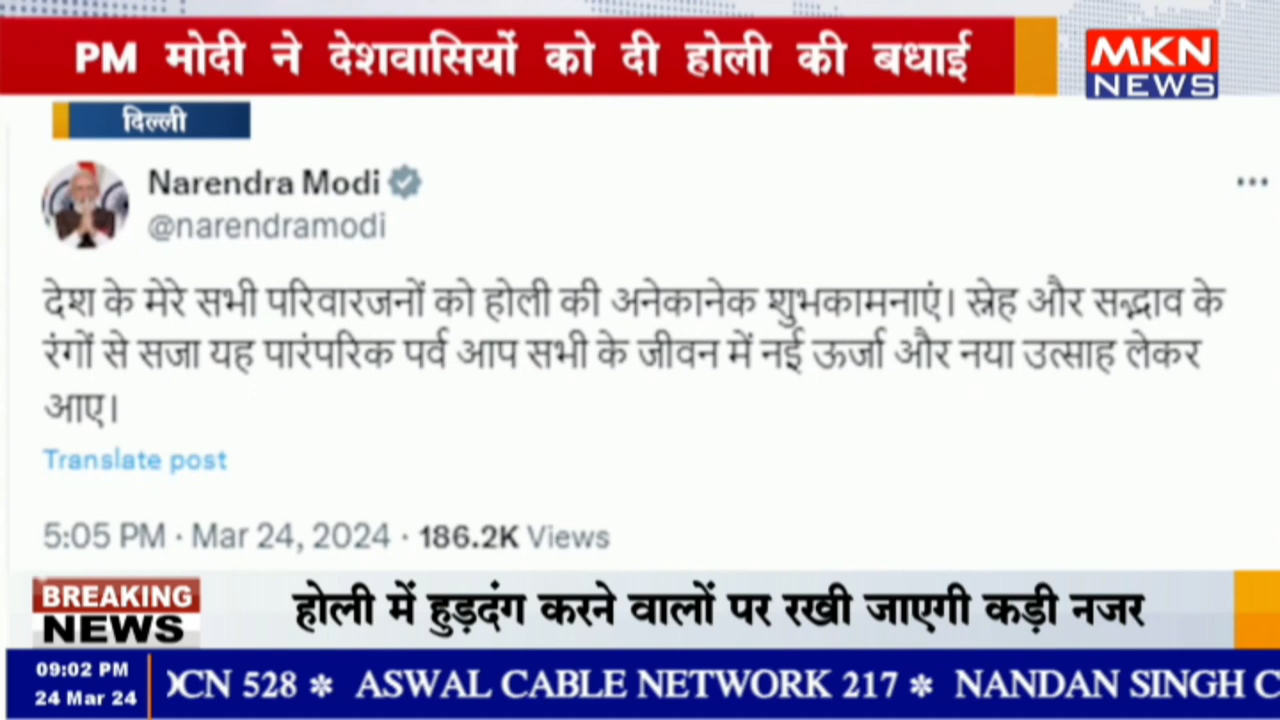 PM मोदी ने देशवासियों को दी होली की बधाई
MKN
NEWS
दिल्ली
Narendra Modi
@narendramodi
देश के मेरे सभी परिवारजनों को होली की अनेकानेक शुभकामनाएं। स्नेह और सद्भाव के
रंगों से सजा यह पारंपरिक पर्व आप सभी के जीवन में नई ऊर्जा और नया उत्साह लेकर
आए।
Translate post
5:05 PM · Mar 24, 2024 · 186.2K Views
BREAKING
NEWS
होली में हुड़दंग करने वालों पर रखी जाएगी कड़ी नजर
09:02 PM
24 Mar 24
CN 528 * ASWAL CABLE NETWORK 217 * NANDAN SINGH